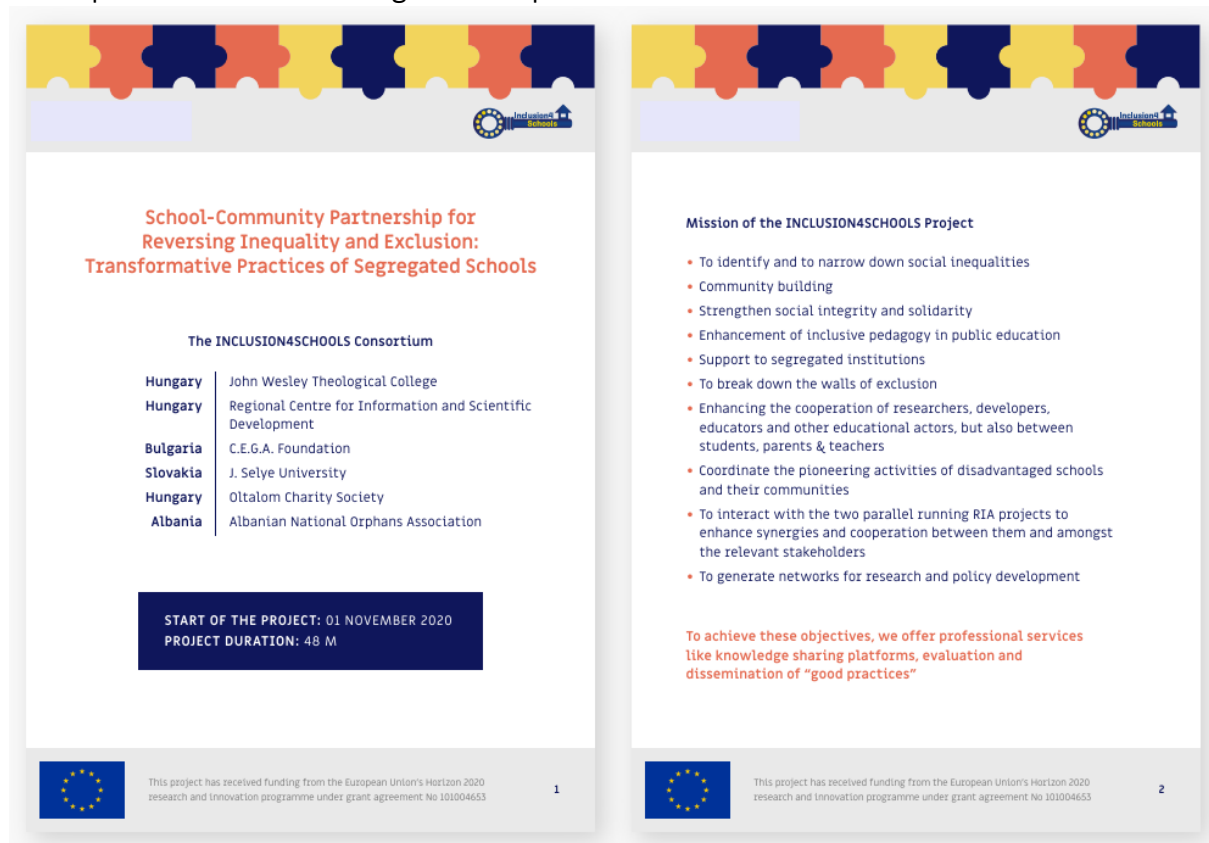 Inclusion4
Schools
School-Community Partnership for
Reversing Inequality and Exclusion:
Transformative Practices of Segregated Schools
The INCLUSION4SCHOOLS Consortium
Hungary John Wesley Theological College
Hungary Regional Centre for Information and Scientific
Development
Bulgaria C.E.G.A. Foundation
Slovakia J. Selye University
Hungary Oltalom Charity Society
Albania Albanian National Orphans Association
START OF THE PROJECT: 01 NOVEMBER 2020
PROJECT DURATION: 48 M
This project has received funding from the European Union's Horizon 2020
research and innovation programme under grant agreement No 101004653
1
Inclusion4
Schools
Mission of the INCLUSION4SCHOOLS Project
• To identify and to narrow down social inequalities
• Community building
• Strengthen social integrity and solidarity
• Enhancement of inclusive pedagogy in public education
• Support to segregated institutions
• To break down the walls of exclusion
• Enhancing the cooperation of researchers, developers,
educators and other educational actors, but also between
students, parents & teachers
• Coordinate the pioneering activities of disadvantaged schools
and their communities
• To interact with the two parallel running RIA projects to
enhance synergies and cooperation between them and amongst
the relevant stakeholders
• To generate networks for research and policy development
To achieve these objectives, we offer professional services
like knowledge sharing platforms, evaluation and
dissemination of “good practices”
This project has received funding from the European Union's Horizon 2020
research and innovation programme under grant agreement No 101004653
2